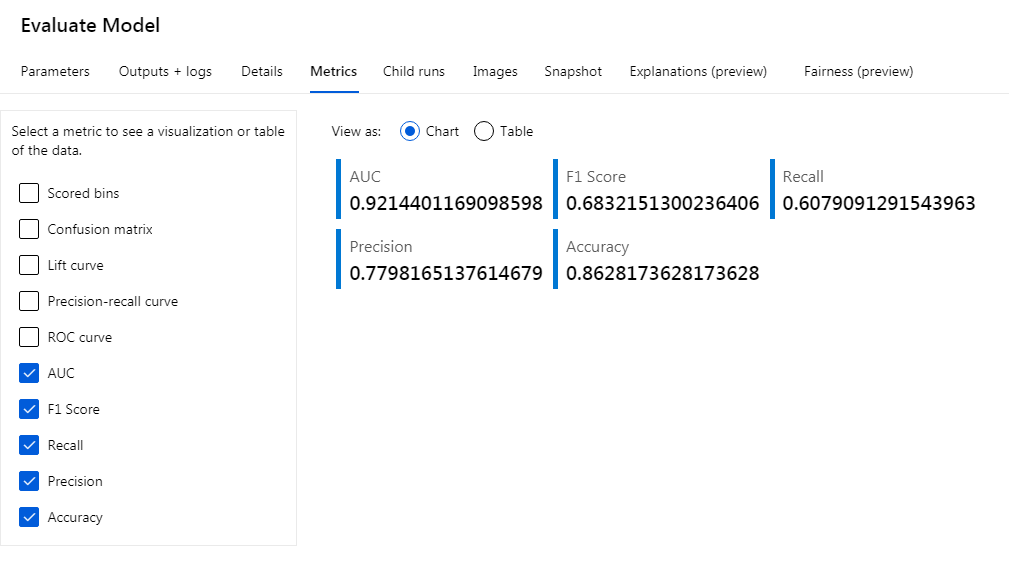 Evaluate Model
Parameters Outputs + logs Details Metrics Child runs Images Snapshot Explanations (preview) Fairness (preview)
Select a metric to see a visualization or table
of the data.
Scored bins
Confusion matrix
Lift curve
Precision-recall curve
ROC curve
AUC
F1 Score
Recall
Precision
Accuracy
View as: Chart Table
AUC F1 Score Recall
0.9214401169098598 0.6832151300236406 0.6079091291543963
Precision Accuracy
0.7798165137614679 0.8628173628173628